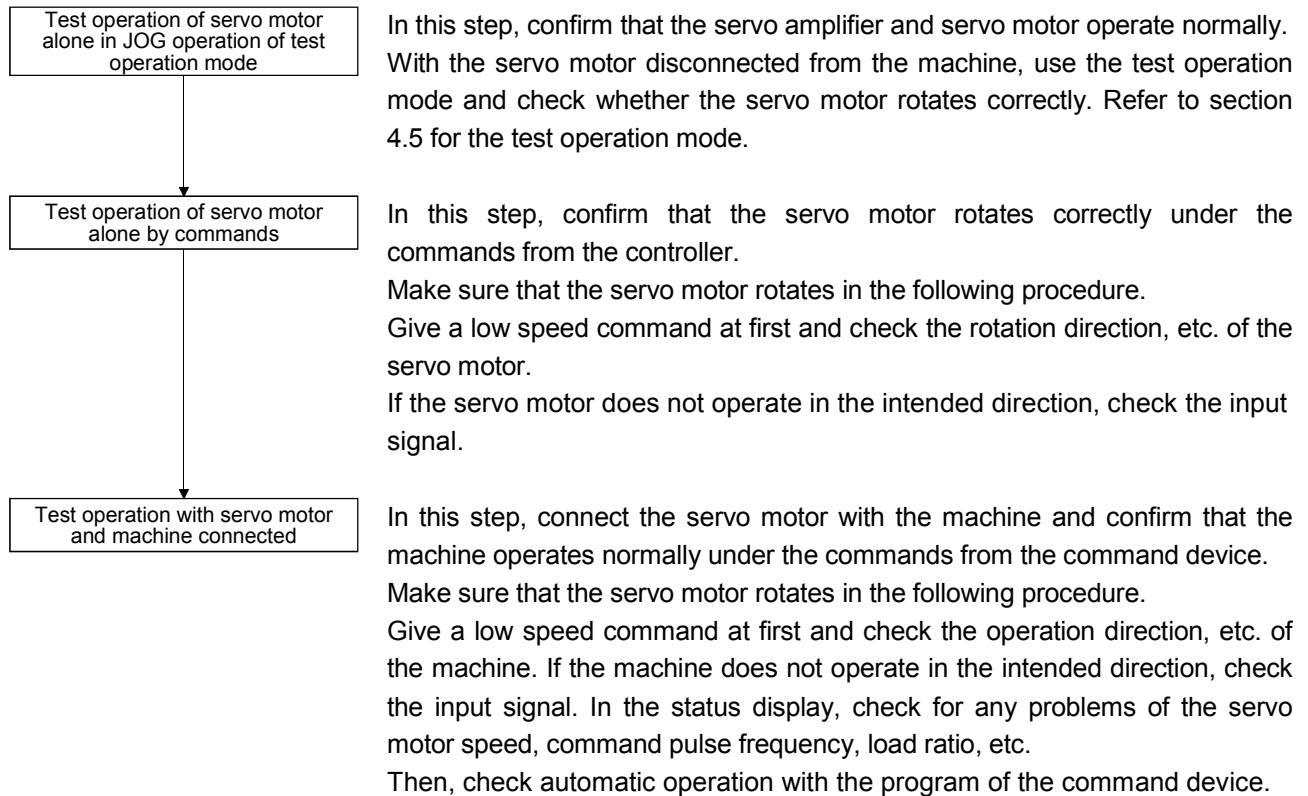 Test operation of servo motor
alone in JOG operation of test
operation mode
In this step, confirm that the servo amplifier and servo motor operate normally.
With the servo motor disconnected from the machine, use the test operation
mode and check whether the servo motor rotates correctly. Refer to section
4.5 for the test operation mode.
Test operation of servo motor
alone by commands
In this step, confirm that the servo motor rotates correctly under the
commands from the controller.
Make sure that the servo motor rotates in the following procedure.
Give a low speed command at first and check the rotation direction, etc. of the
servo motor.
If the servo motor does not operate in the intended direction, check the input
signal.
Test operation with servo motor
and machine connected
In this step, connect the servo motor with the machine and confirm that the
machine operates normally under the commands from the command device.
Make sure that the servo motor rotates in the following procedure.
Give a low speed command at first and check the operation direction, etc. of
the machine. If the machine does not operate in the intended direction, check
the input signal. In the status display, check for any problems of the servo
motor speed, command pulse frequency, load ratio, etc.
Then, check automatic operation with the program of the command device.